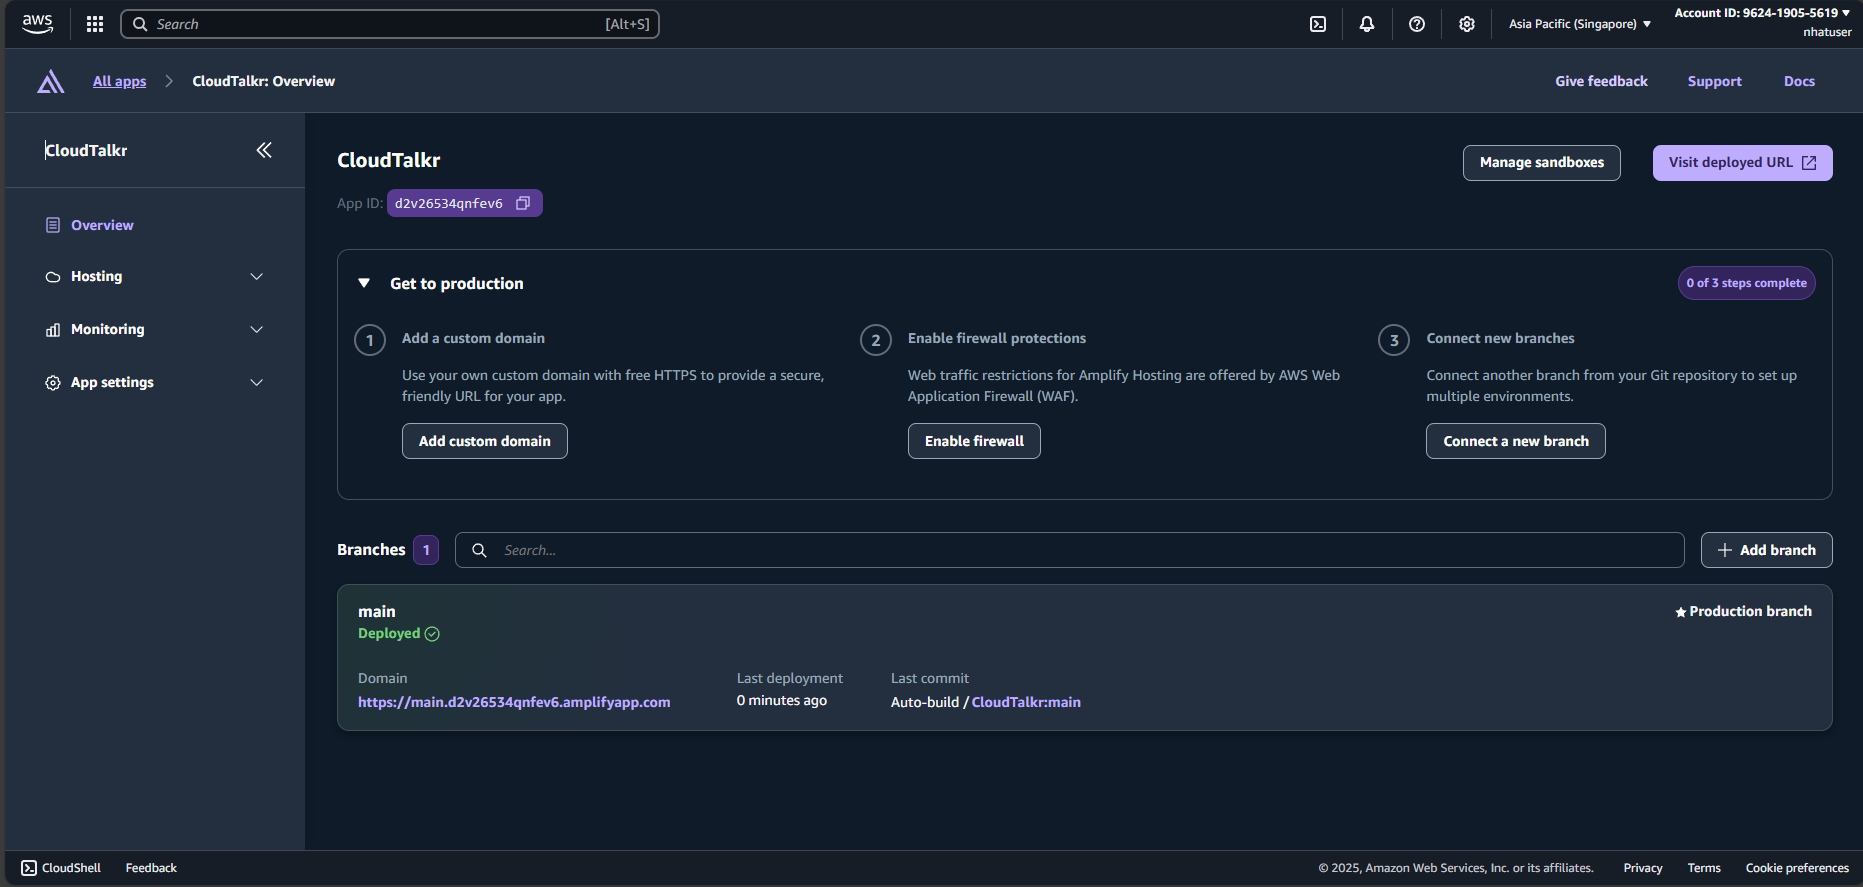 aws
Search [Alt+S]
Asia Pacific (Singapore)
Account ID: 9624-1905-5619
nhatuser
All apps
CloudTalkr: Overview
Give feedback
Support
Docs
CloudTalkr
Overview
Hosting
Monitoring
App settings
CloudTalkr
App ID: d2v26534qnfev6
Manage sandboxes
Visit deployed URL
Get to production
0 of 3 steps complete
1
Add a custom domain
Use your own custom domain with free HTTPS to provide a secure,
friendly URL for your app.
Add custom domain
2
Enable firewall protections
Web traffic restrictions for Amplify Hosting are offered by AWS Web
Application Firewall (WAF).
Enable firewall
3
Connect new branches
Connect another branch from your Git repository to set up
multiple environments.
Connect a new branch
Branches 1
Search...
Add branch
main
Deployed
Production branch
Domain
https://main.d2v26534qnfev6.amplifyapp.com
Last deployment
0 minutes ago
Last commit
Auto-build / CloudTalkr:main
CloudShell
Feedback
© 2025, Amazon Web Services, Inc. or its affiliates.
Privacy
Terms
Cookie preferences